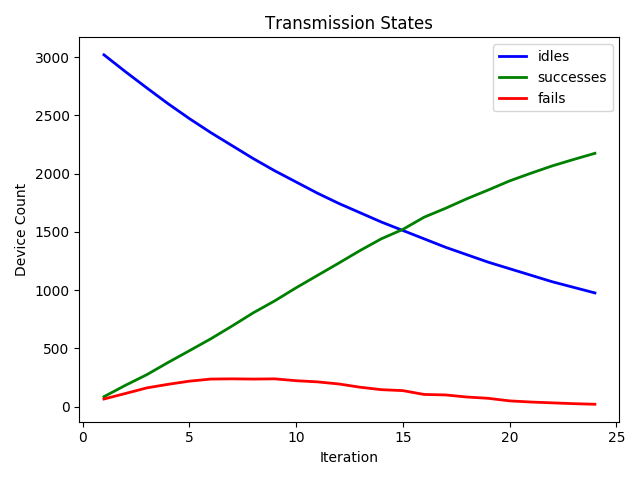 Transmission States
idles
successes
fails
Device Count
3000
2500
2000
1500
1000
500
0
0 5 10 15 20 25
Iteration